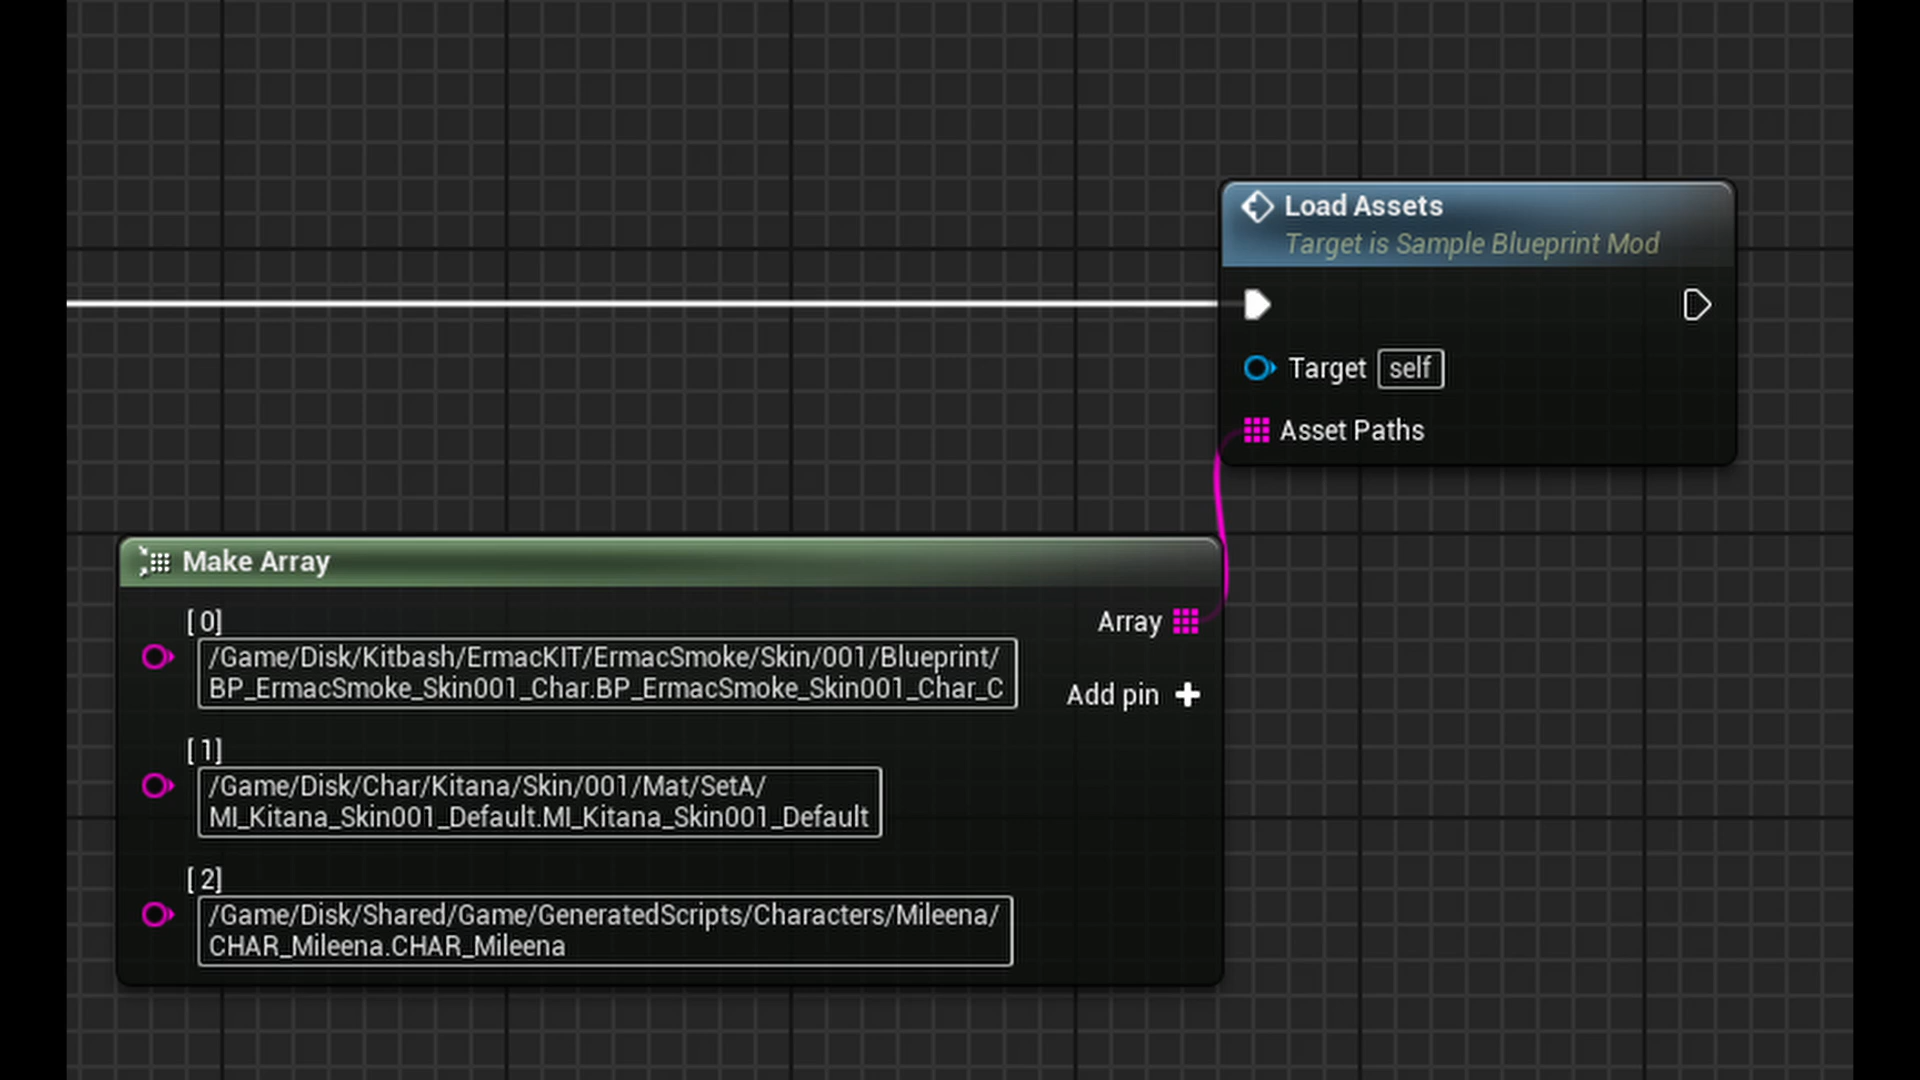 Load Assets
Target is Sample Blueprint Mod
Target self
Asset Paths
Make Array
[0]
Array
/Game/Disk/Kitbash/ErmacKIT/ErmacSmoke/Skin/001/Blueprint/
BP_ErmacSmoke_Skin001_Char.BP_ErmacSmoke_Skin001_Char_C
Add pin
[1]
/Game/Disk/Char/Kitana/Skin/001/Mat/SetA/
MI_Kitana_Skin001_Default.MI_Kitana_Skin001_Default
[2]
/Game/Disk/Shared/Game/GeneratedScripts/Characters/Mileena/
CHAR_Mileena.CHAR_Mileena